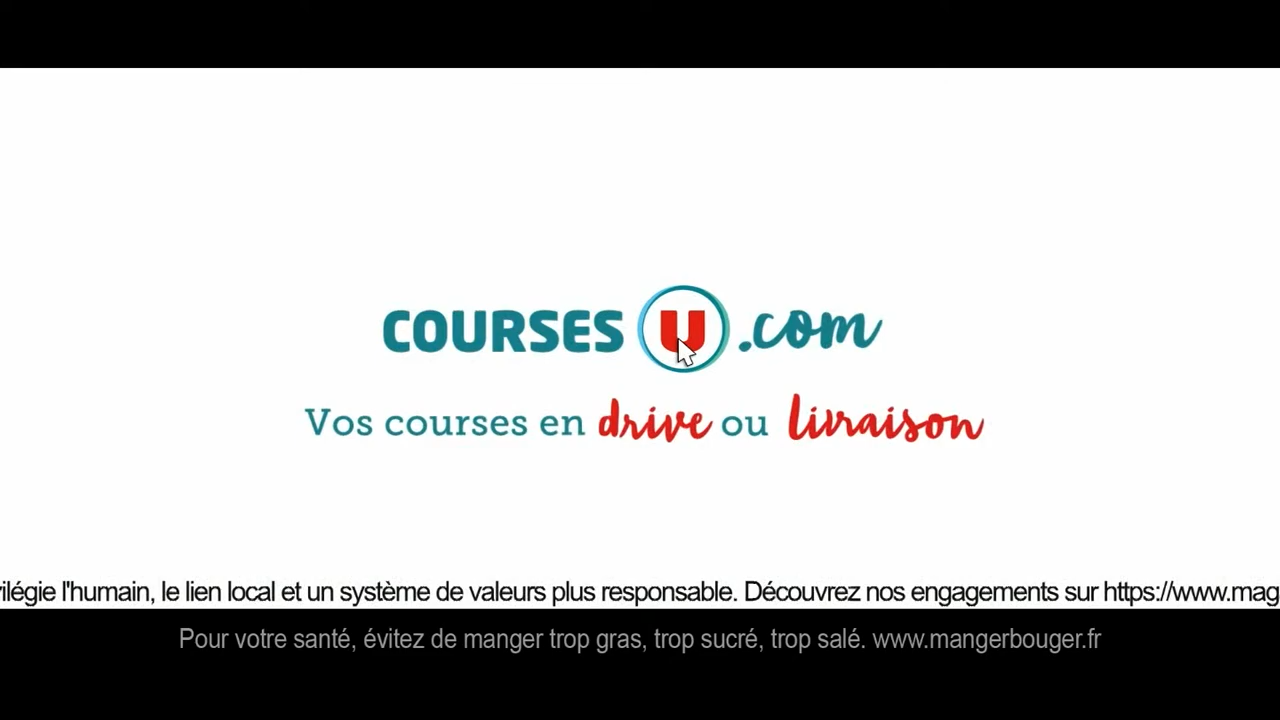 COURSES U .com
Vos courses en drive ou livraison
l'humain, le lien local et un système de valeurs plus responsable. Découvrez nos engagements sur https://www.mag
Pour votre santé, évitez de manger trop gras, trop sucré, trop salé. www.mangerbouger.fr